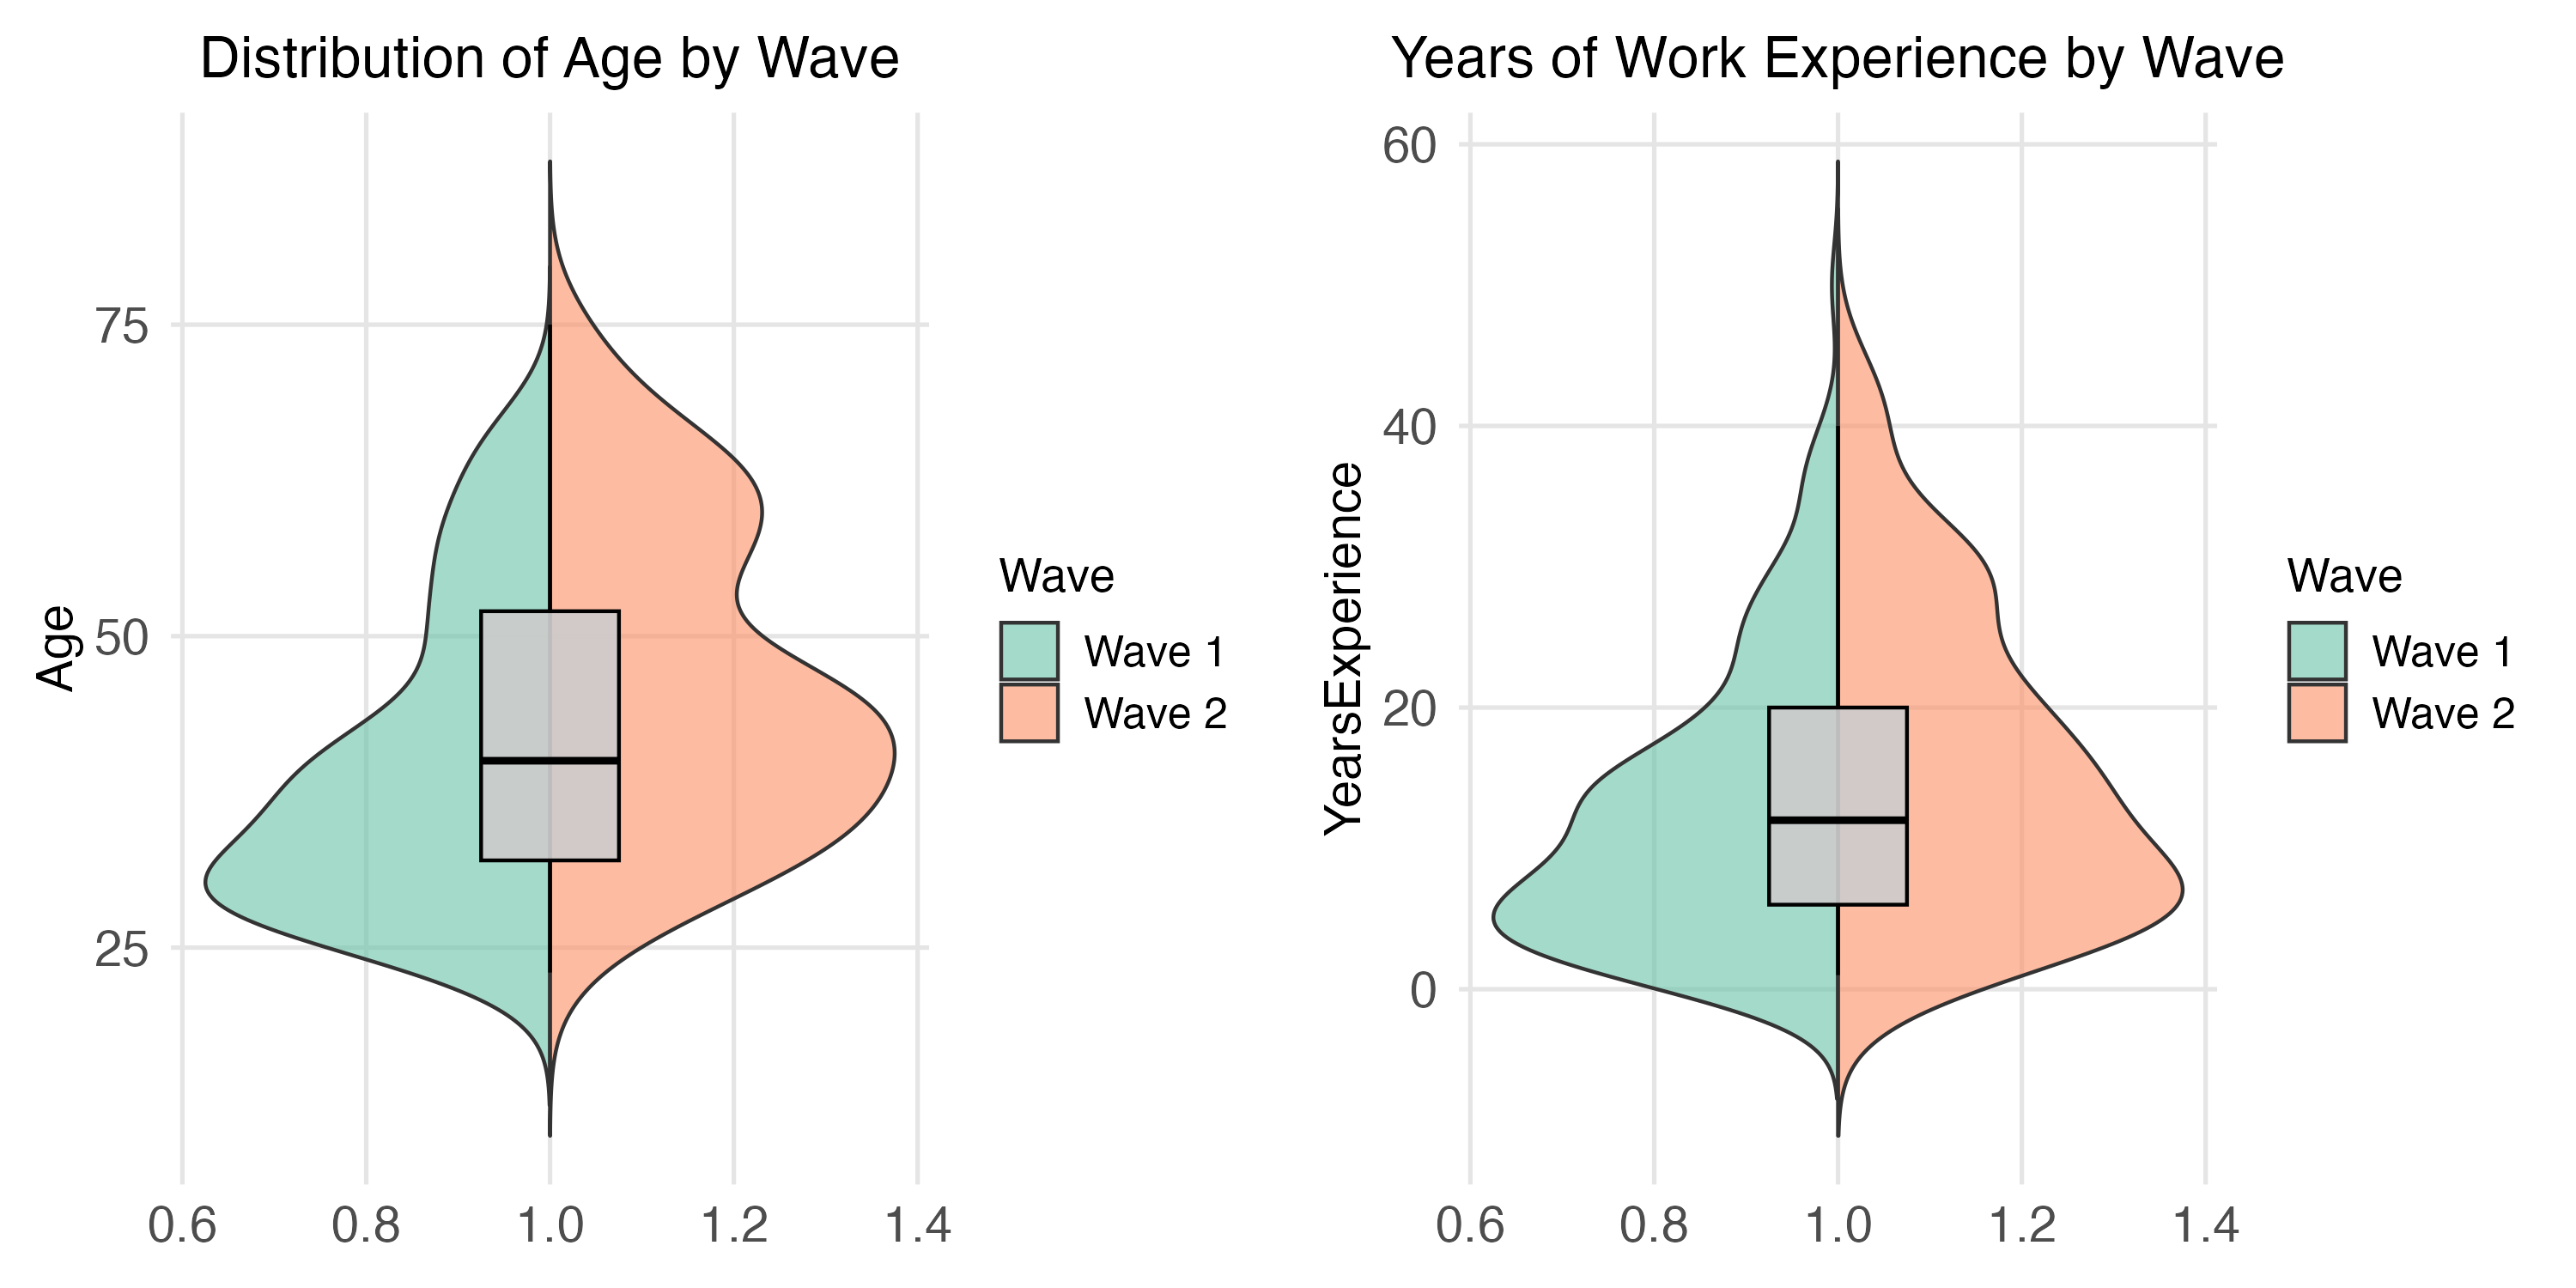 Distribution of Age by Wave
Age
75
50
25
0.6 0.8 1.0 1.2 1.4
Wave
Wave 1
Wave 2
Years of Work Experience by Wave
YearsExperience
60
40
20
0
0.6 0.8 1.0 1.2 1.4
Wave
Wave 1
Wave 2